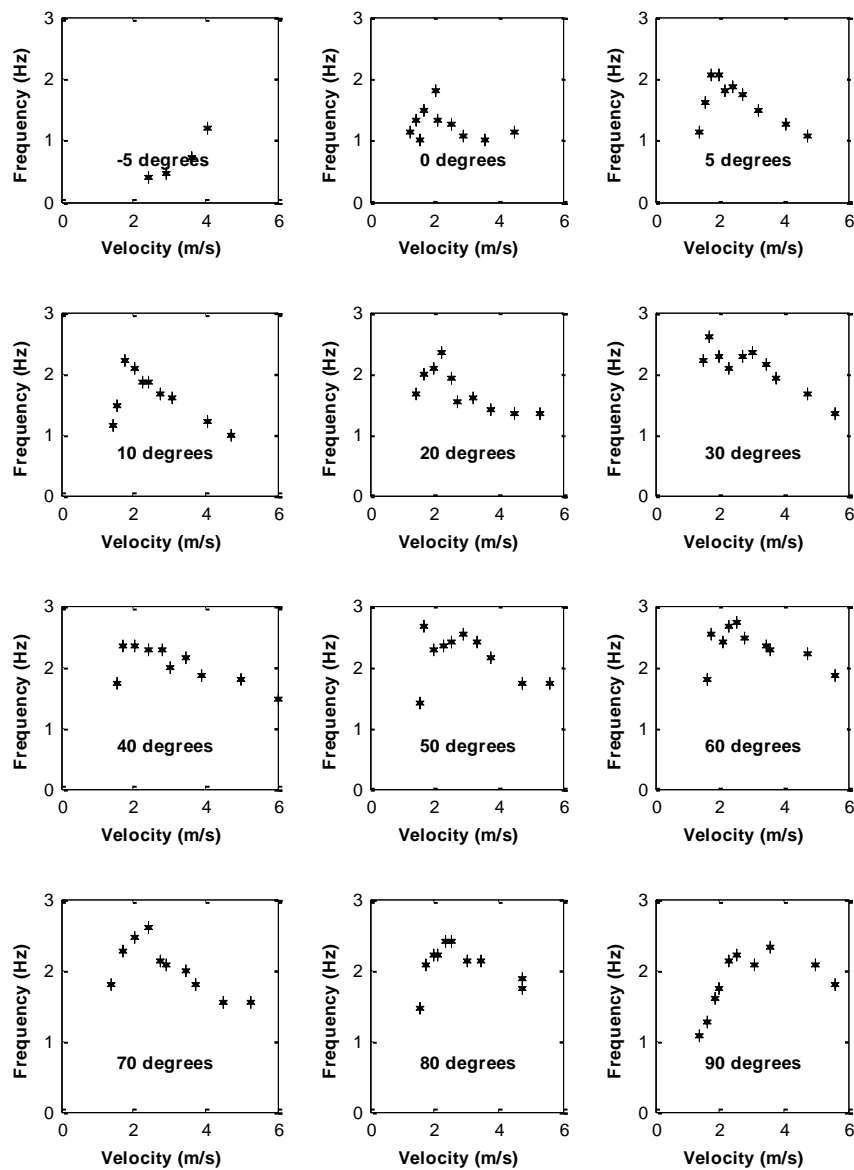 3
2
1
0
Frequency (Hz)
-5 degrees
0 2 4 6
Velocity (m/s)
3
2
1
0
Frequency (Hz)
0 degrees
0 2 4 6
Velocity (m/s)
3
2
1
0
Frequency (Hz)
5 degrees
0 2 4 6
Velocity (m/s)
3
2
1
0
Frequency (Hz)
10 degrees
0 2 4 6
Velocity (m/s)
3
2
1
0
Frequency (Hz)
20 degrees
0 2 4 6
Velocity (m/s)
3
2
1
0
Frequency (Hz)
30 degrees
0 2 4 6
Velocity (m/s)
3
2
1
0
Frequency (Hz)
40 degrees
0 2 4 6
Velocity (m/s)
3
2
1
0
Frequency (Hz)
50 degrees
0 2 4 6
Velocity (m/s)
3
2
1
0
Frequency (Hz)
60 degrees
0 2 4 6
Velocity (m/s)
3
2
1
0
Frequency (Hz)
70 degrees
0 2 4 6
Velocity (m/s)
3
2
1
0
Frequency (Hz)
80 degrees
0 2 4 6
Velocity (m/s)
3
2
1
0
Frequency (Hz)
90 degrees
0 2 4 6
Velocity (m/s)